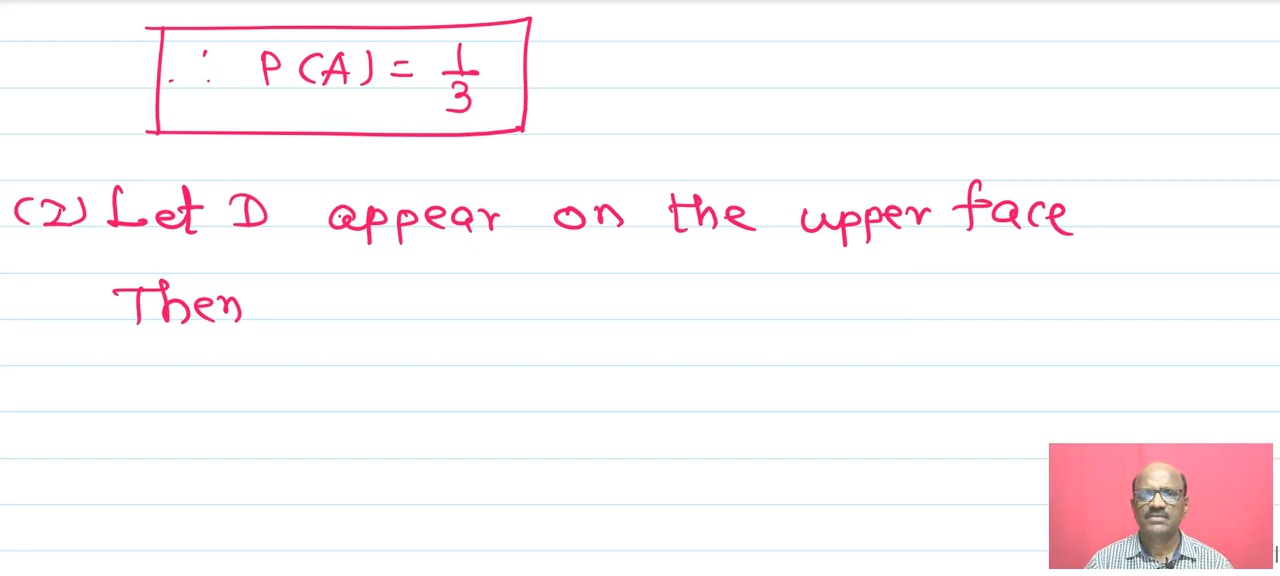 ∴ P(A) = 1/3
(2) Let D appear on the upper face
Then